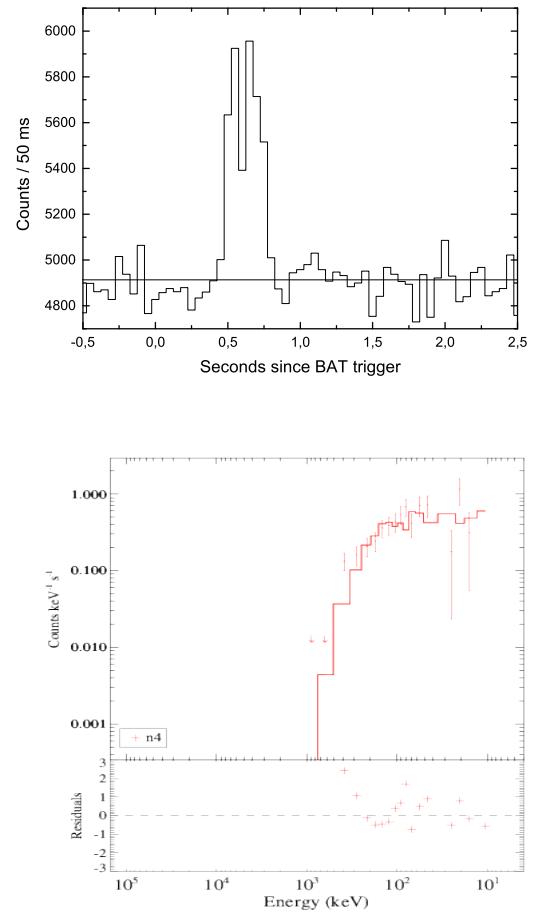 6000
5800
5600
5400
5200
5000
4800
Counts / 50 ms
-0,5 0,0 0,5 1,0 1,5 2,0 2,5
Seconds since BAT trigger
1.000
0.100
0.010
0.001
Counts keV⁻¹ s⁻¹
n4
3
2
1
0
-1
-2
-3
Residuals
10⁵ 10⁴ 10³ 10² 10¹
Energy (keV)